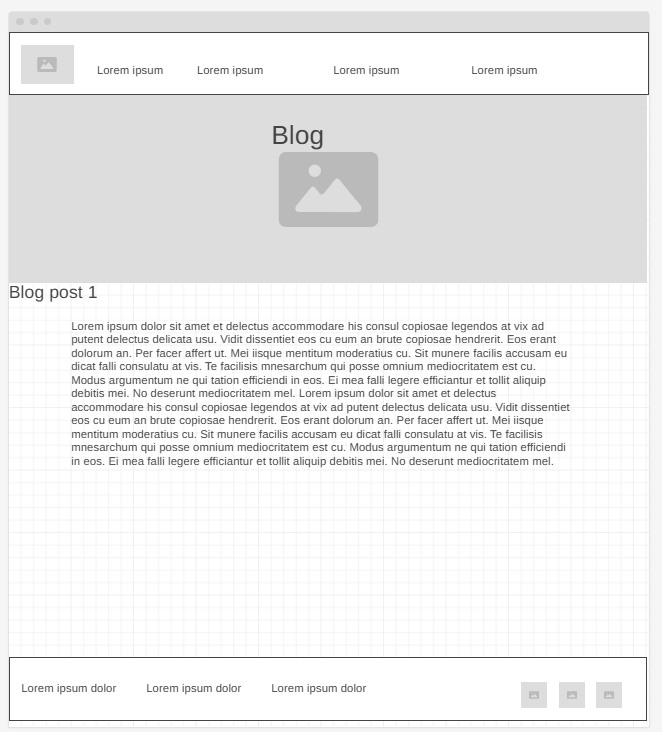 Lorem ipsum Lorem ipsum Lorem ipsum Lorem ipsum
Blog
Blog post 1
Lorem ipsum dolor sit amet et delectus accommodare his consul copiosae legendos at vix ad
putent delectus delicata usu. Vidit dissentiet eos cu eum an brute copiosae hendrerit. Eos erant
dolorum an. Per facer affert ut. Mei iisque mentitum moderatius cu. Sit munere facilis accusam eu
dicat falli consulatu at vis. Te facilisis mnesarchum qui posse omnium mediocritatem est cu.
Modus argumentum ne qui tation efficiendi in eos. Ei mea falli legere efficiantur et tollit aliquip
debitis mei. No deserunt mediocritatem mel. Lorem ipsum dolor sit amet et delectus
accommodare his consul copiosae legendos at vix ad putent delectus delicata usu. Vidit dissentiet
eos cu eum an brute copiosae hendrerit. Eos erant dolorum an. Per facer affert ut. Mei iisque
mentitum moderatius cu. Sit munere facilis accusam eu dicat falli consulatu at vis. Te facilisis
mnesarchum qui posse omnium mediocritatem est cu. Modus argumentum ne qui tation efficiendi
in eos. Ei mea falli legere efficiantur et tollit aliquip debitis mei. No deserunt mediocritatem mel.
Lorem ipsum dolor Lorem ipsum dolor Lorem ipsum dolor